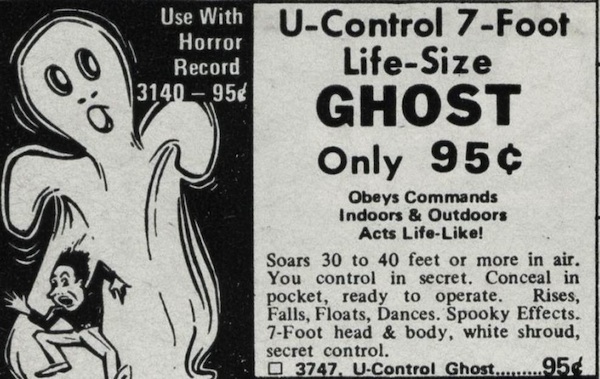 Use With
Horror
Record
3140 – 95¢
U-Control 7-Foot
Life-Size
GHOST
Only 95¢
Obeys Commands
Indoors & Outdoors
Acts Life-Like!
Soars 30 to 40 feet or more in air.
You control in secret. Conceal in
pocket, ready to operate. Rises,
Falls, Floats, Dances. Spooky Effects.
7-Foot head & body, white shroud,
secret control.
☐ 3747. U-Control Ghost.........95¢